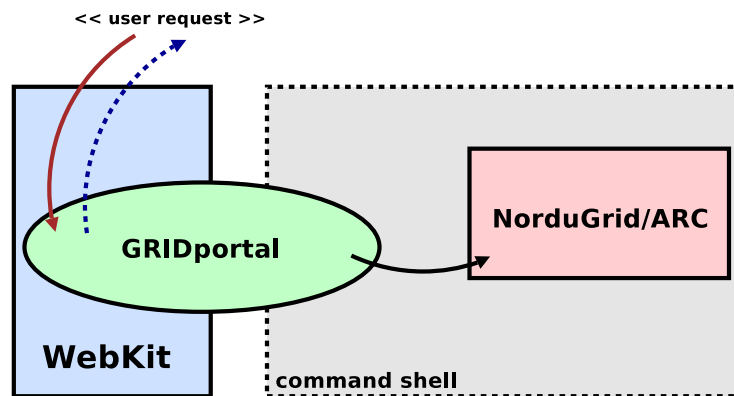 << user request >>
NorduGrid/ARC
GRIDportal
WebKit
command shell